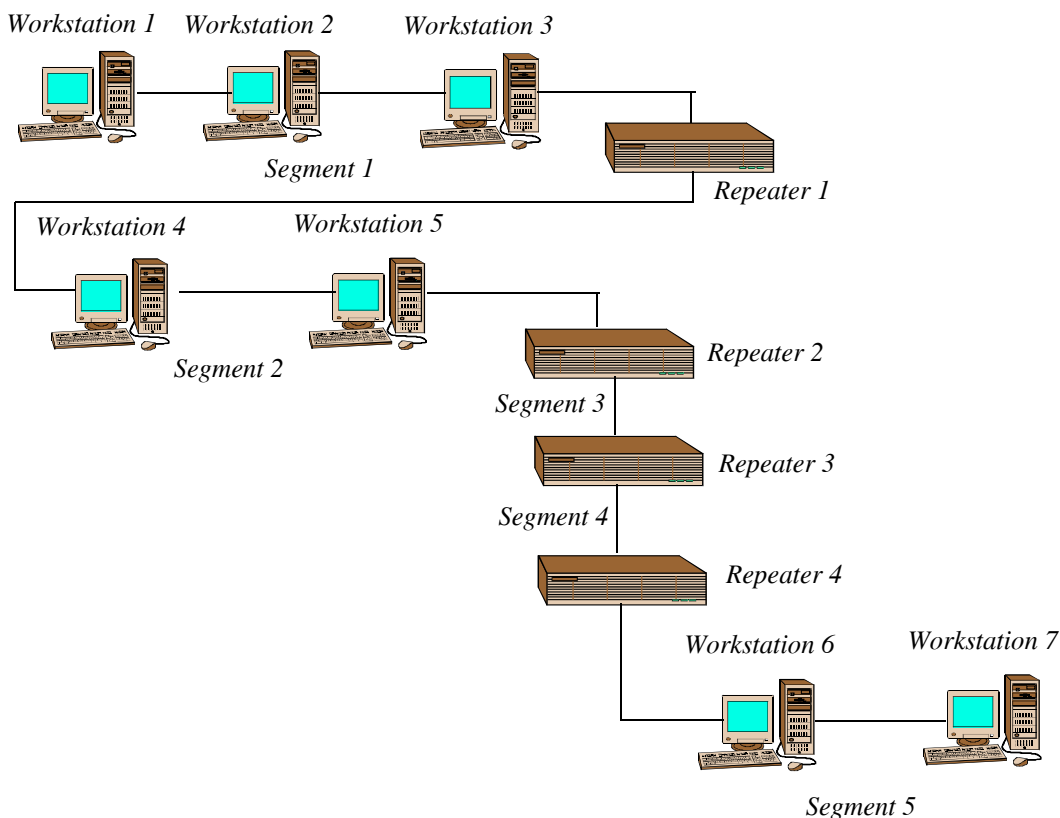 Workstation 1
Workstation 2
Workstation 3
Segment 1
Repeater 1
Workstation 4
Workstation 5
Segment 2
Repeater 2
Segment 3
Repeater 3
Segment 4
Repeater 4
Workstation 6
Workstation 7
Segment 5